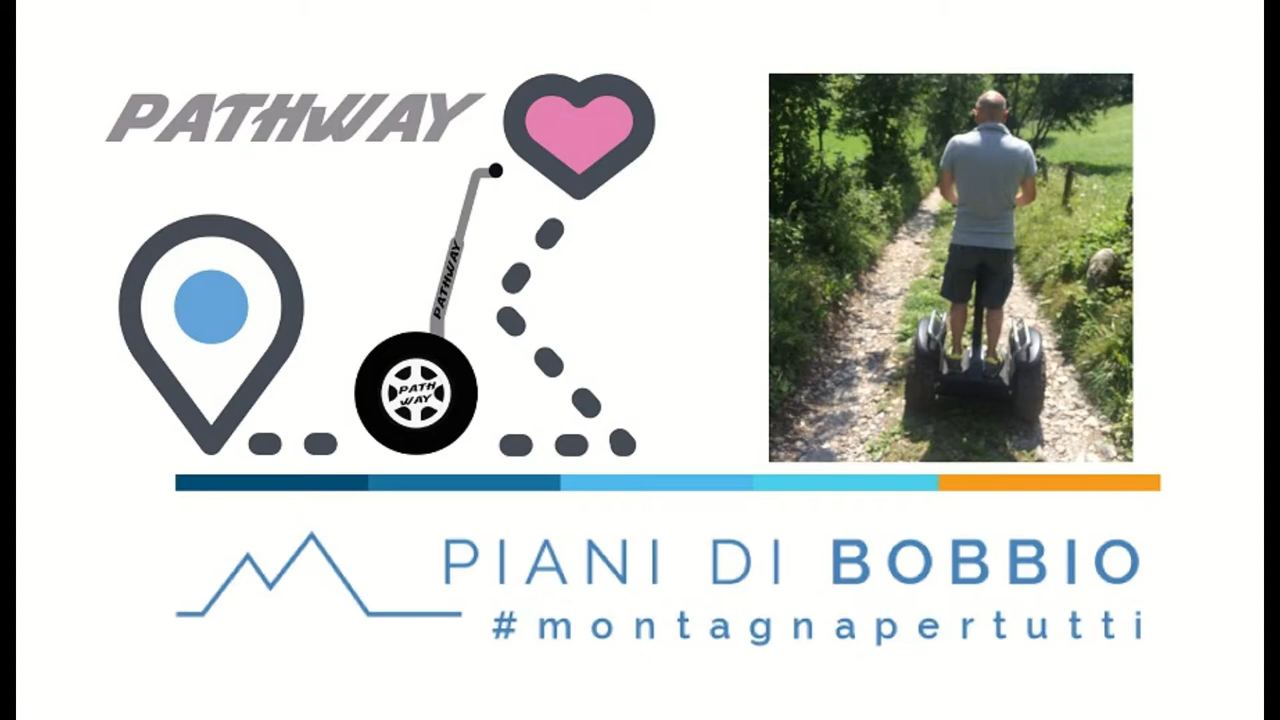 PATHWAY
PATHWAY
PATH
WAY
PIANI DI BOBBIO
#montagnapertutti